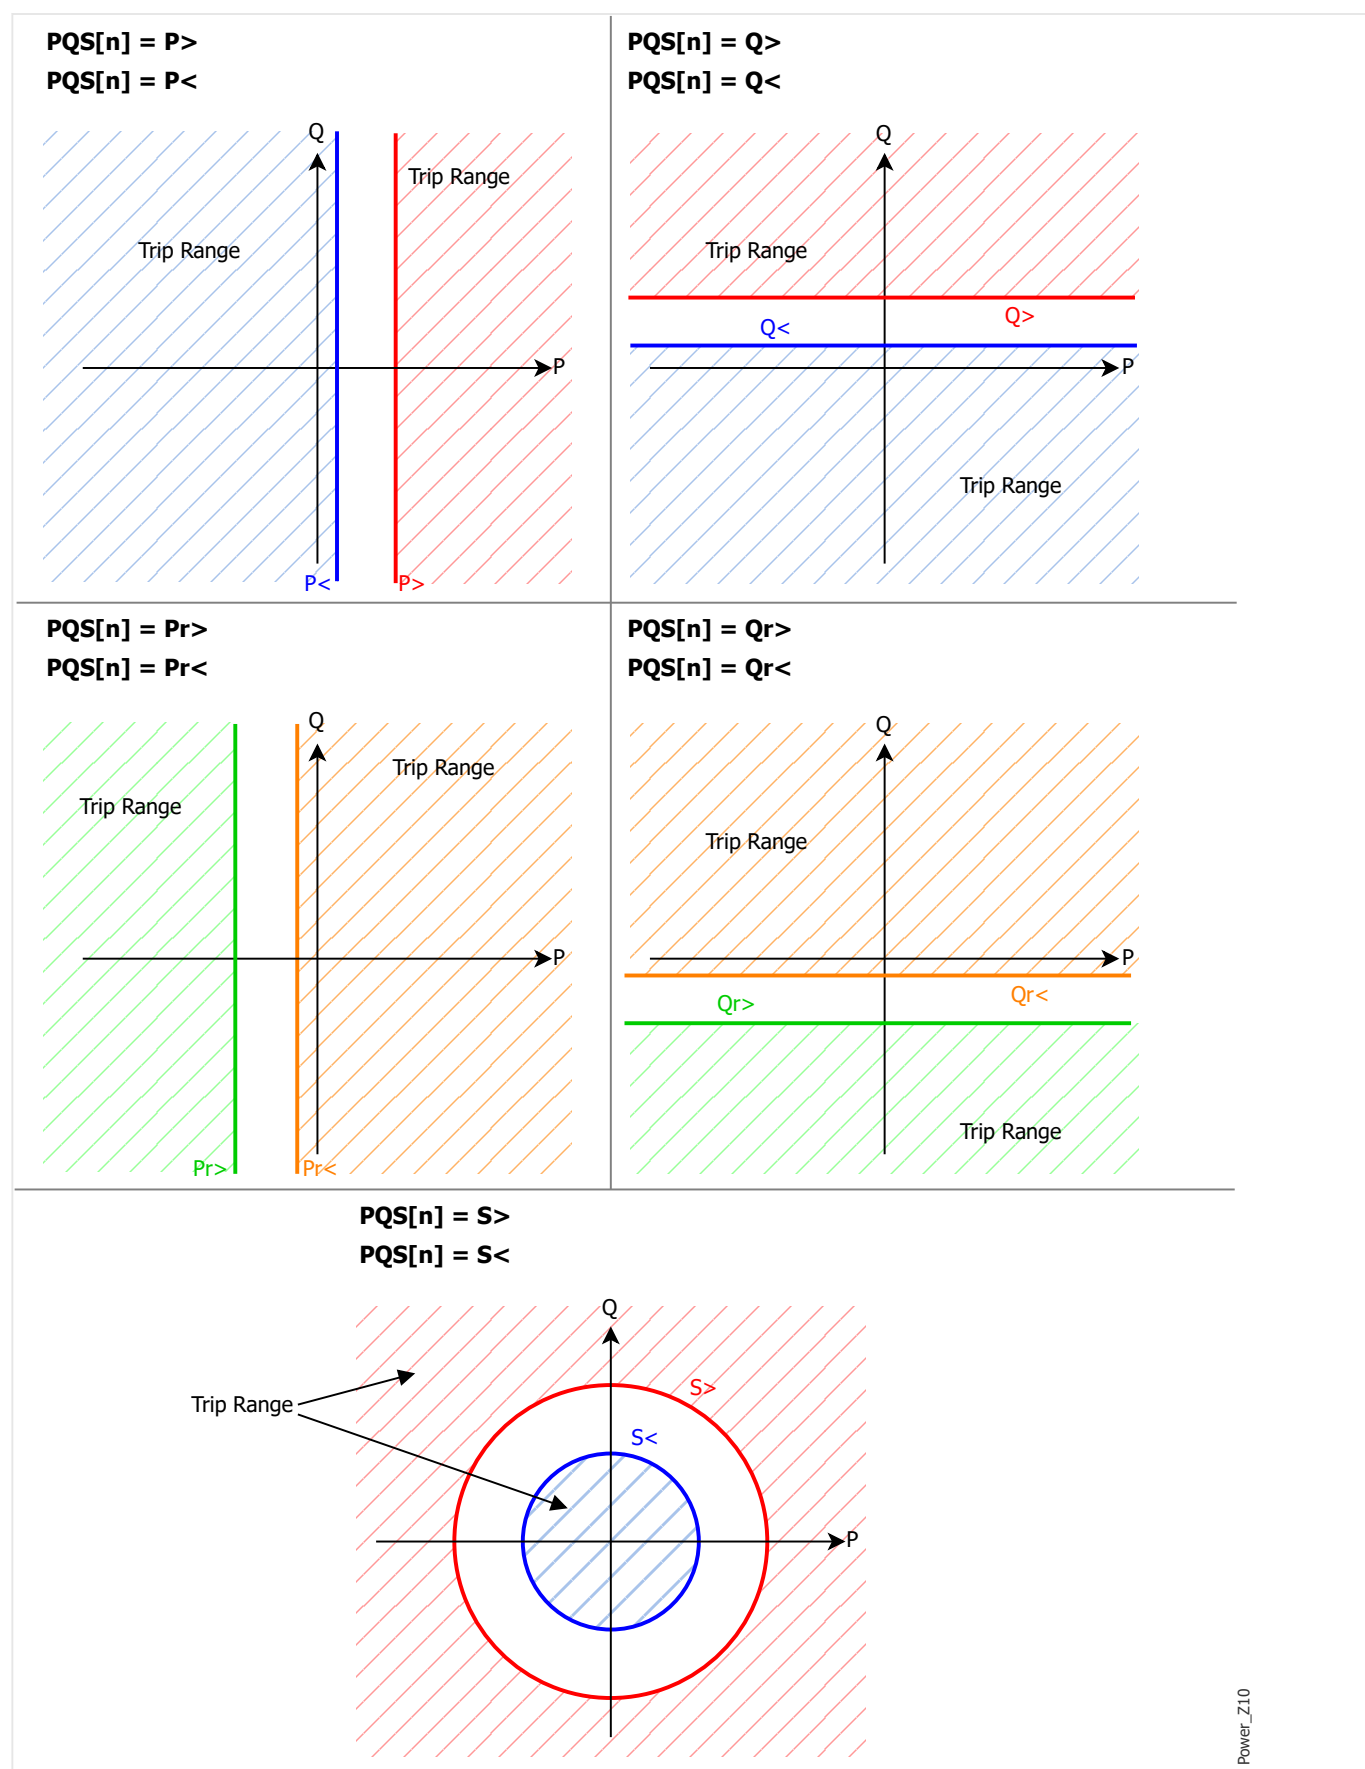 PQS[n] = P>
PQS[n] = P<
Q
Trip Range
Trip Range
P
P<
P>
PQS[n] = Q>
PQS[n] = Q<
Q
Trip Range
Q>
Q<
P
Trip Range
PQS[n] = Pr>
PQS[n] = Pr<
Q
Trip Range
Trip Range
P
Pr>
Pr<
PQS[n] = Qr>
PQS[n] = Qr<
Q
Trip Range
P
Qr<
Qr>
Trip Range
PQS[n] = S>
PQS[n] = S<
Q
S>
Trip Range
S<
P
Power_Z10